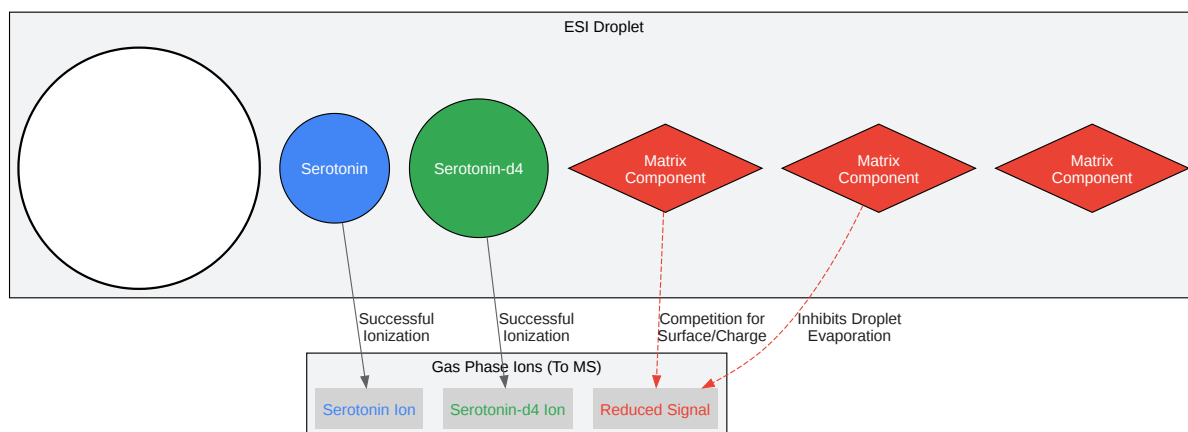 ESI Droplet
Serotonin
Serotonin-d4
Matrix
Component
Matrix
Component
Matrix
Component
Successful
Ionization
Successful
Ionization
Competition for
Surface/Charge
Inhibits Droplet
Evaporation
Gas Phase Ions (To MS)
Serotonin Ion
Serotonin-d4 Ion
Reduced Signal